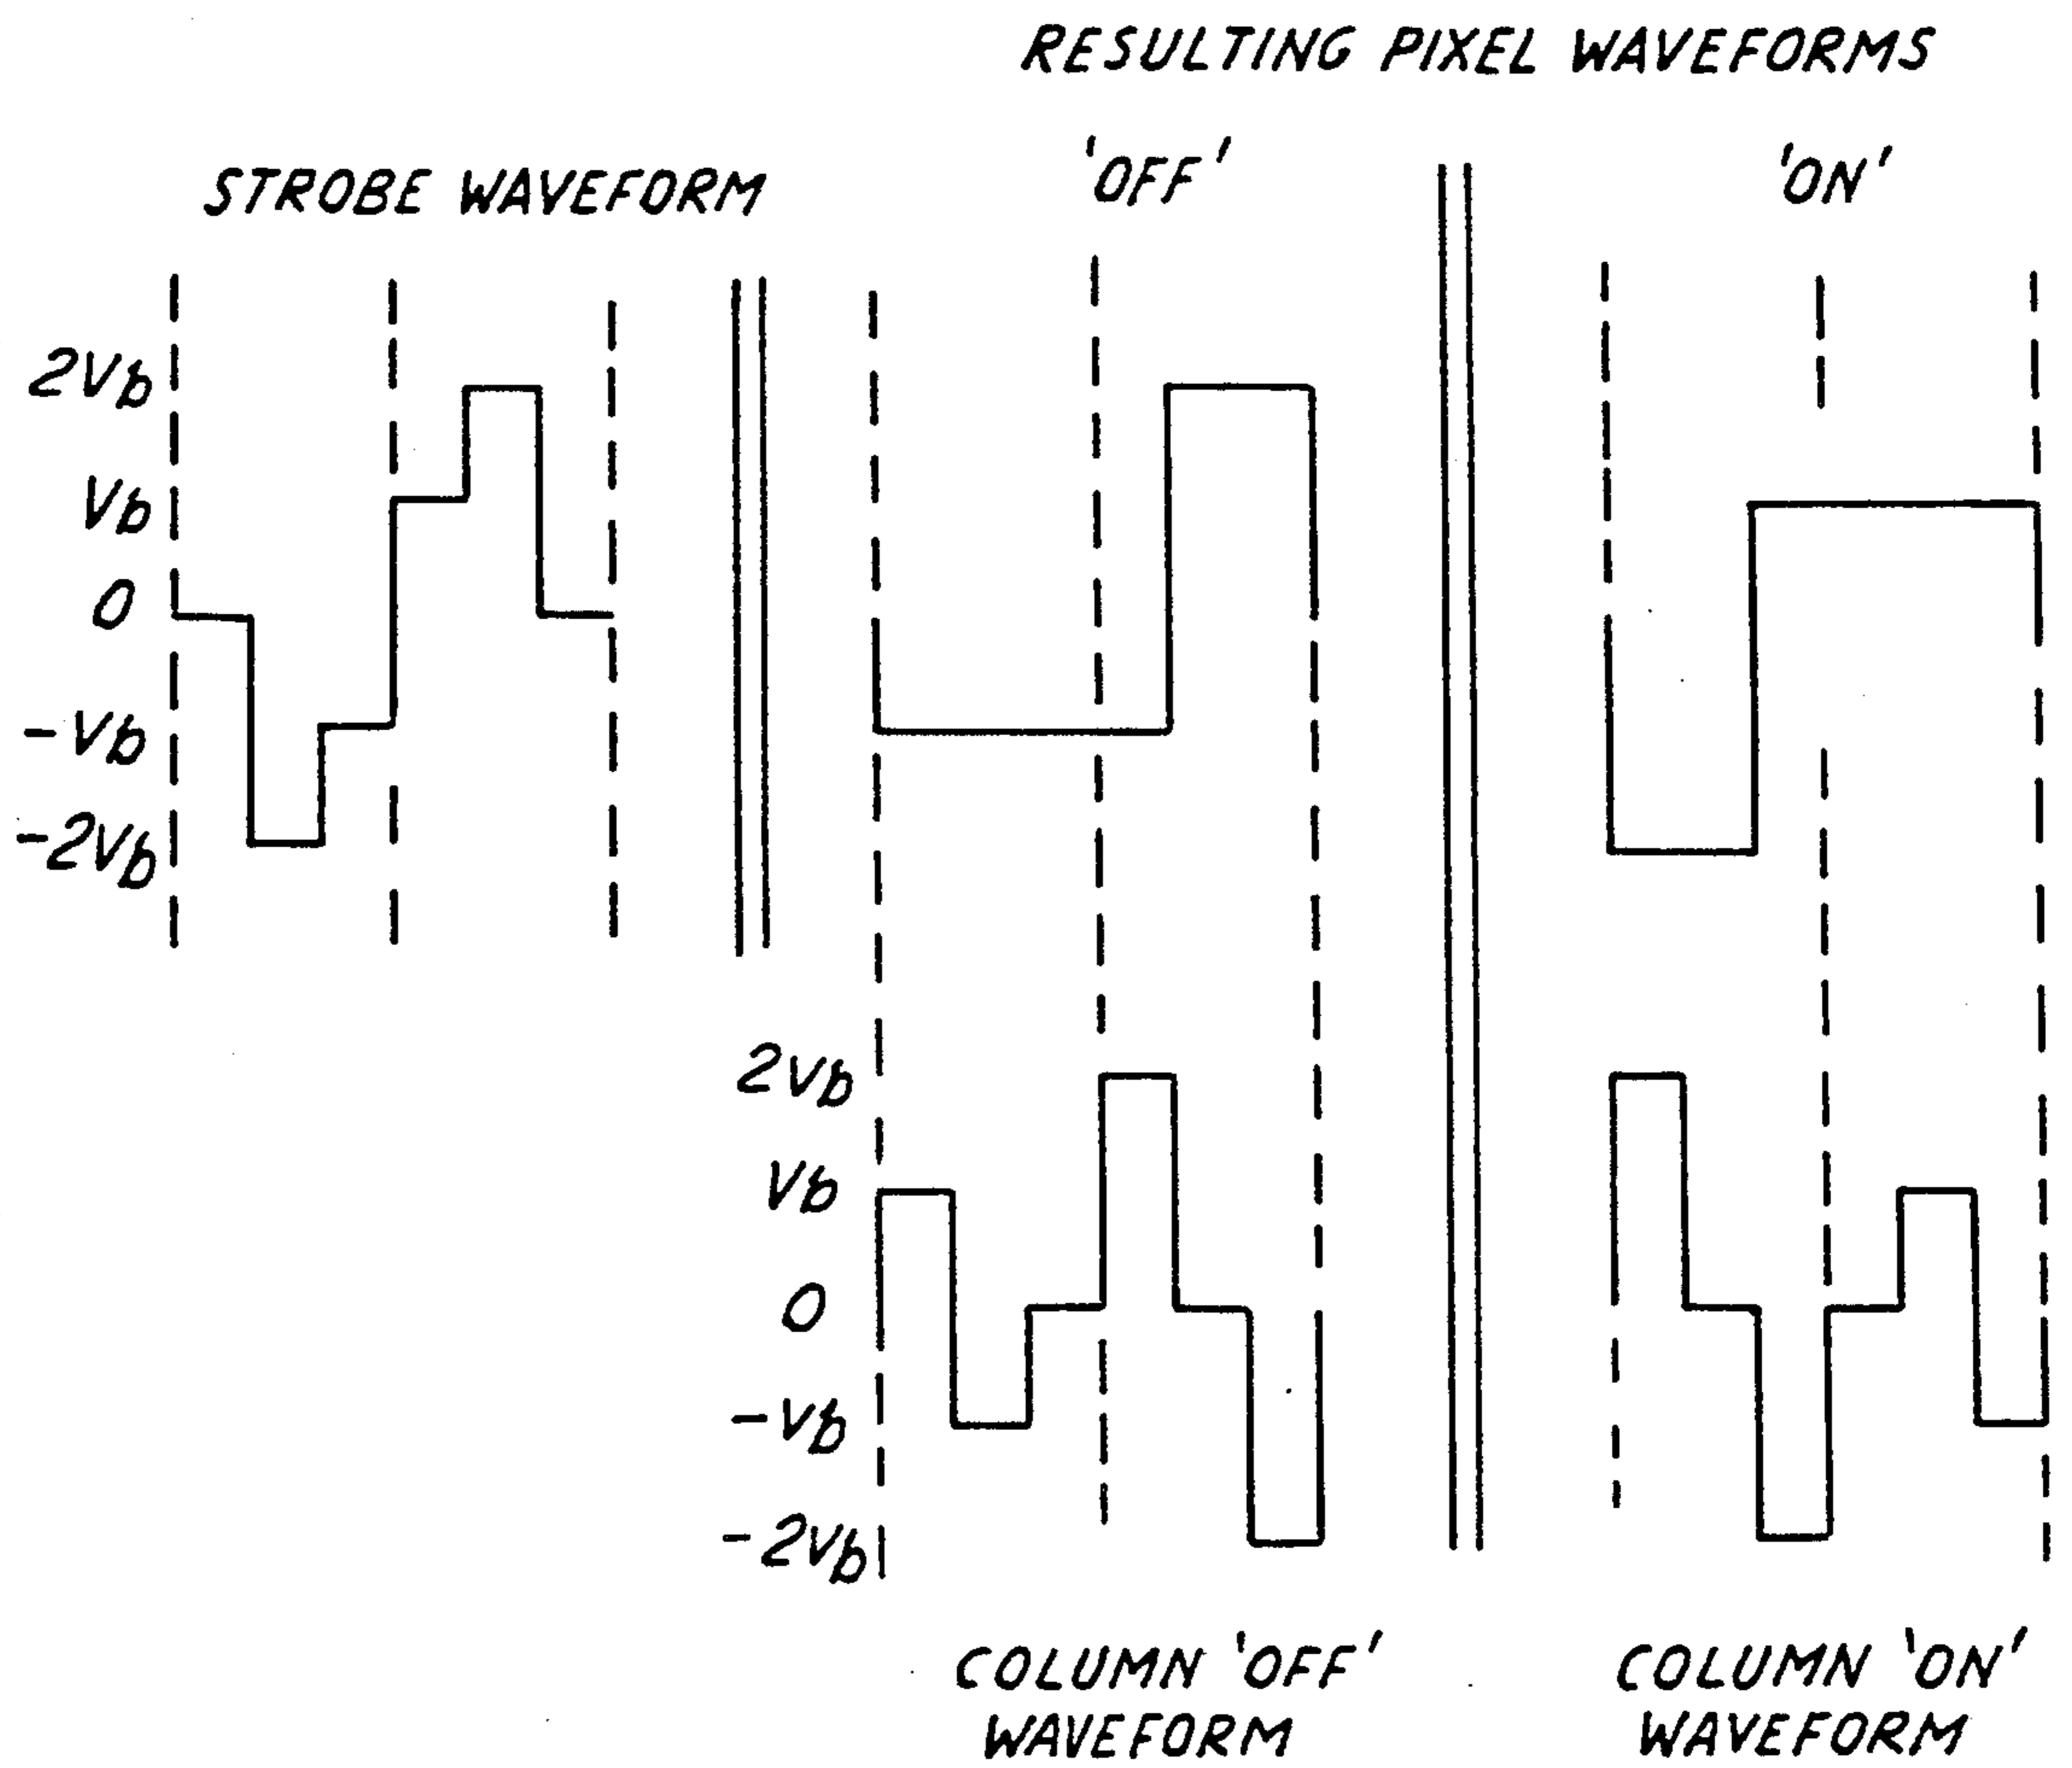 RESULTING PIXEL WAVEFORMS
STROBE WAVEFORM
'OFF'
'ON'
2Vb
Vb
0
-Vb
-2Vb
2Vb
Vb
0
-Vb
-2Vb
COLUMN 'OFF'
WAVEFORM
COLUMN 'ON'
WAVEFORM